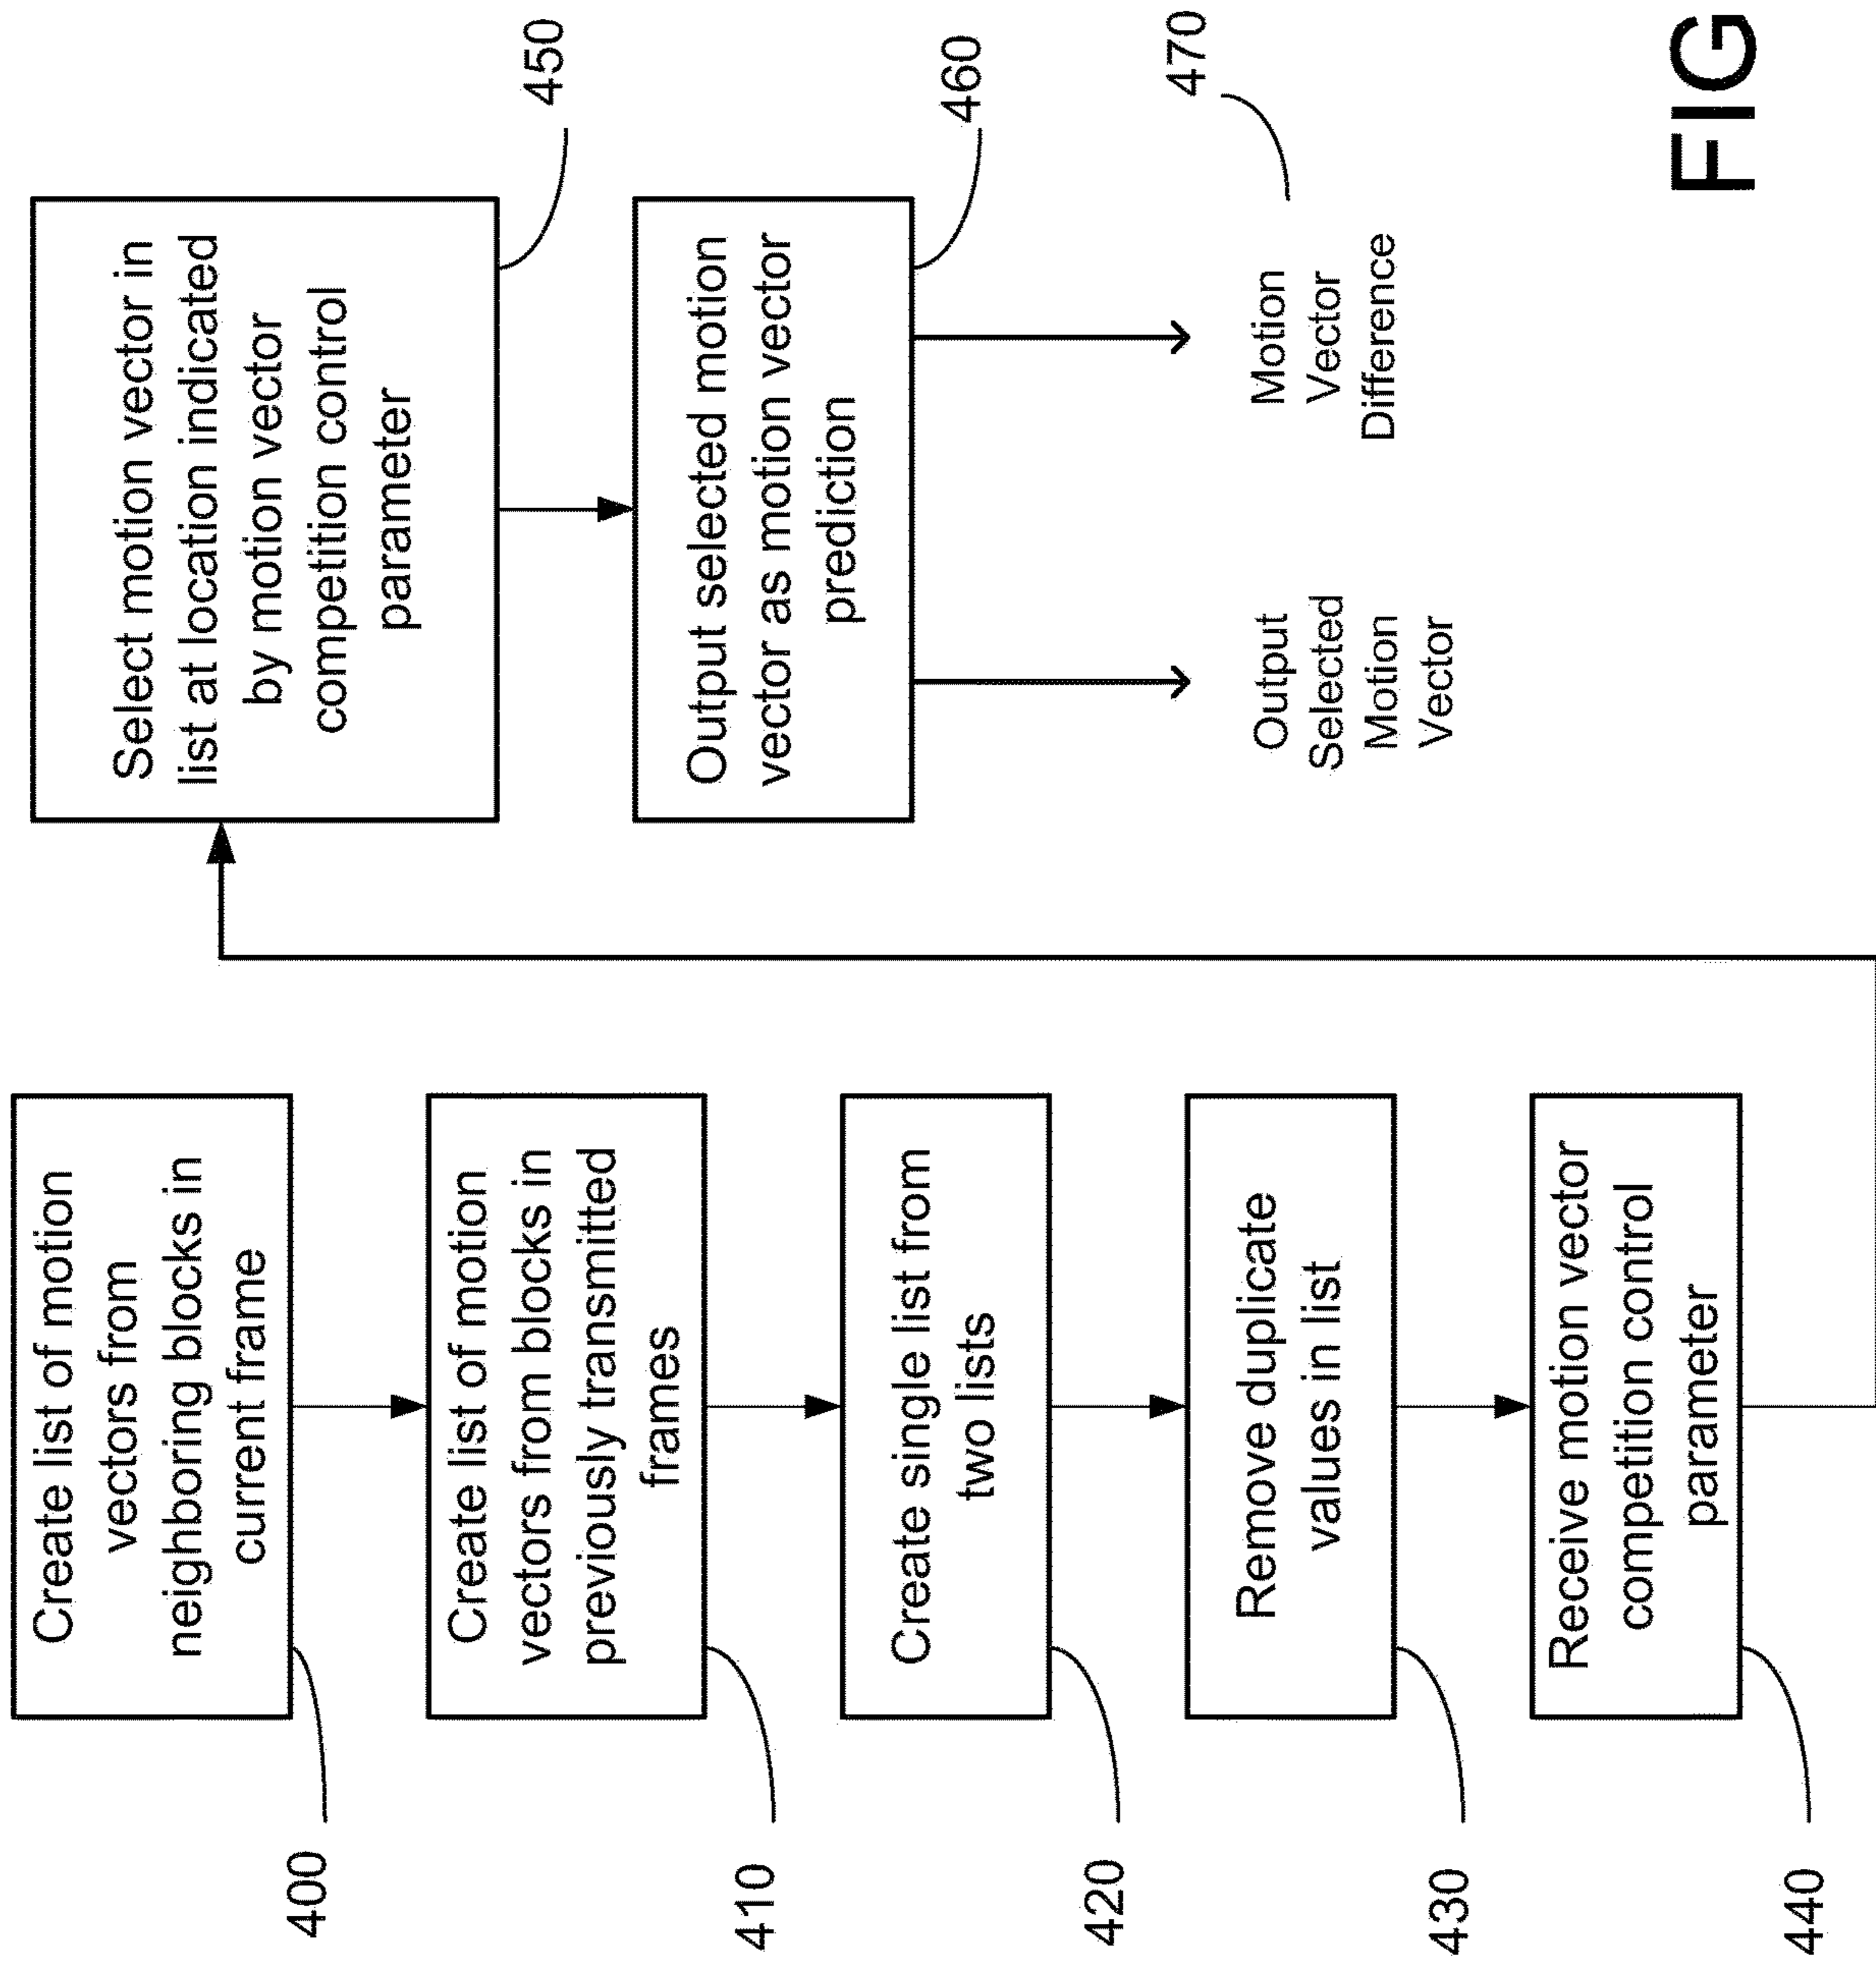 Create list of motion
vectors from
neighboring blocks in
current frame
400
Create list of motion
vectors from blocks in
previously transmitted
frames
410
Create single list from
two lists
420
Remove duplicate
values in list
430
Receive motion vector
competition control
parameter
440
Select motion vector in
list at location indicated
by motion vector
competition control
parameter
450
Output selected motion
vector as motion vector
prediction
460
Output
Selected
Motion
Vector
Motion
Vector
Difference
470
FIG